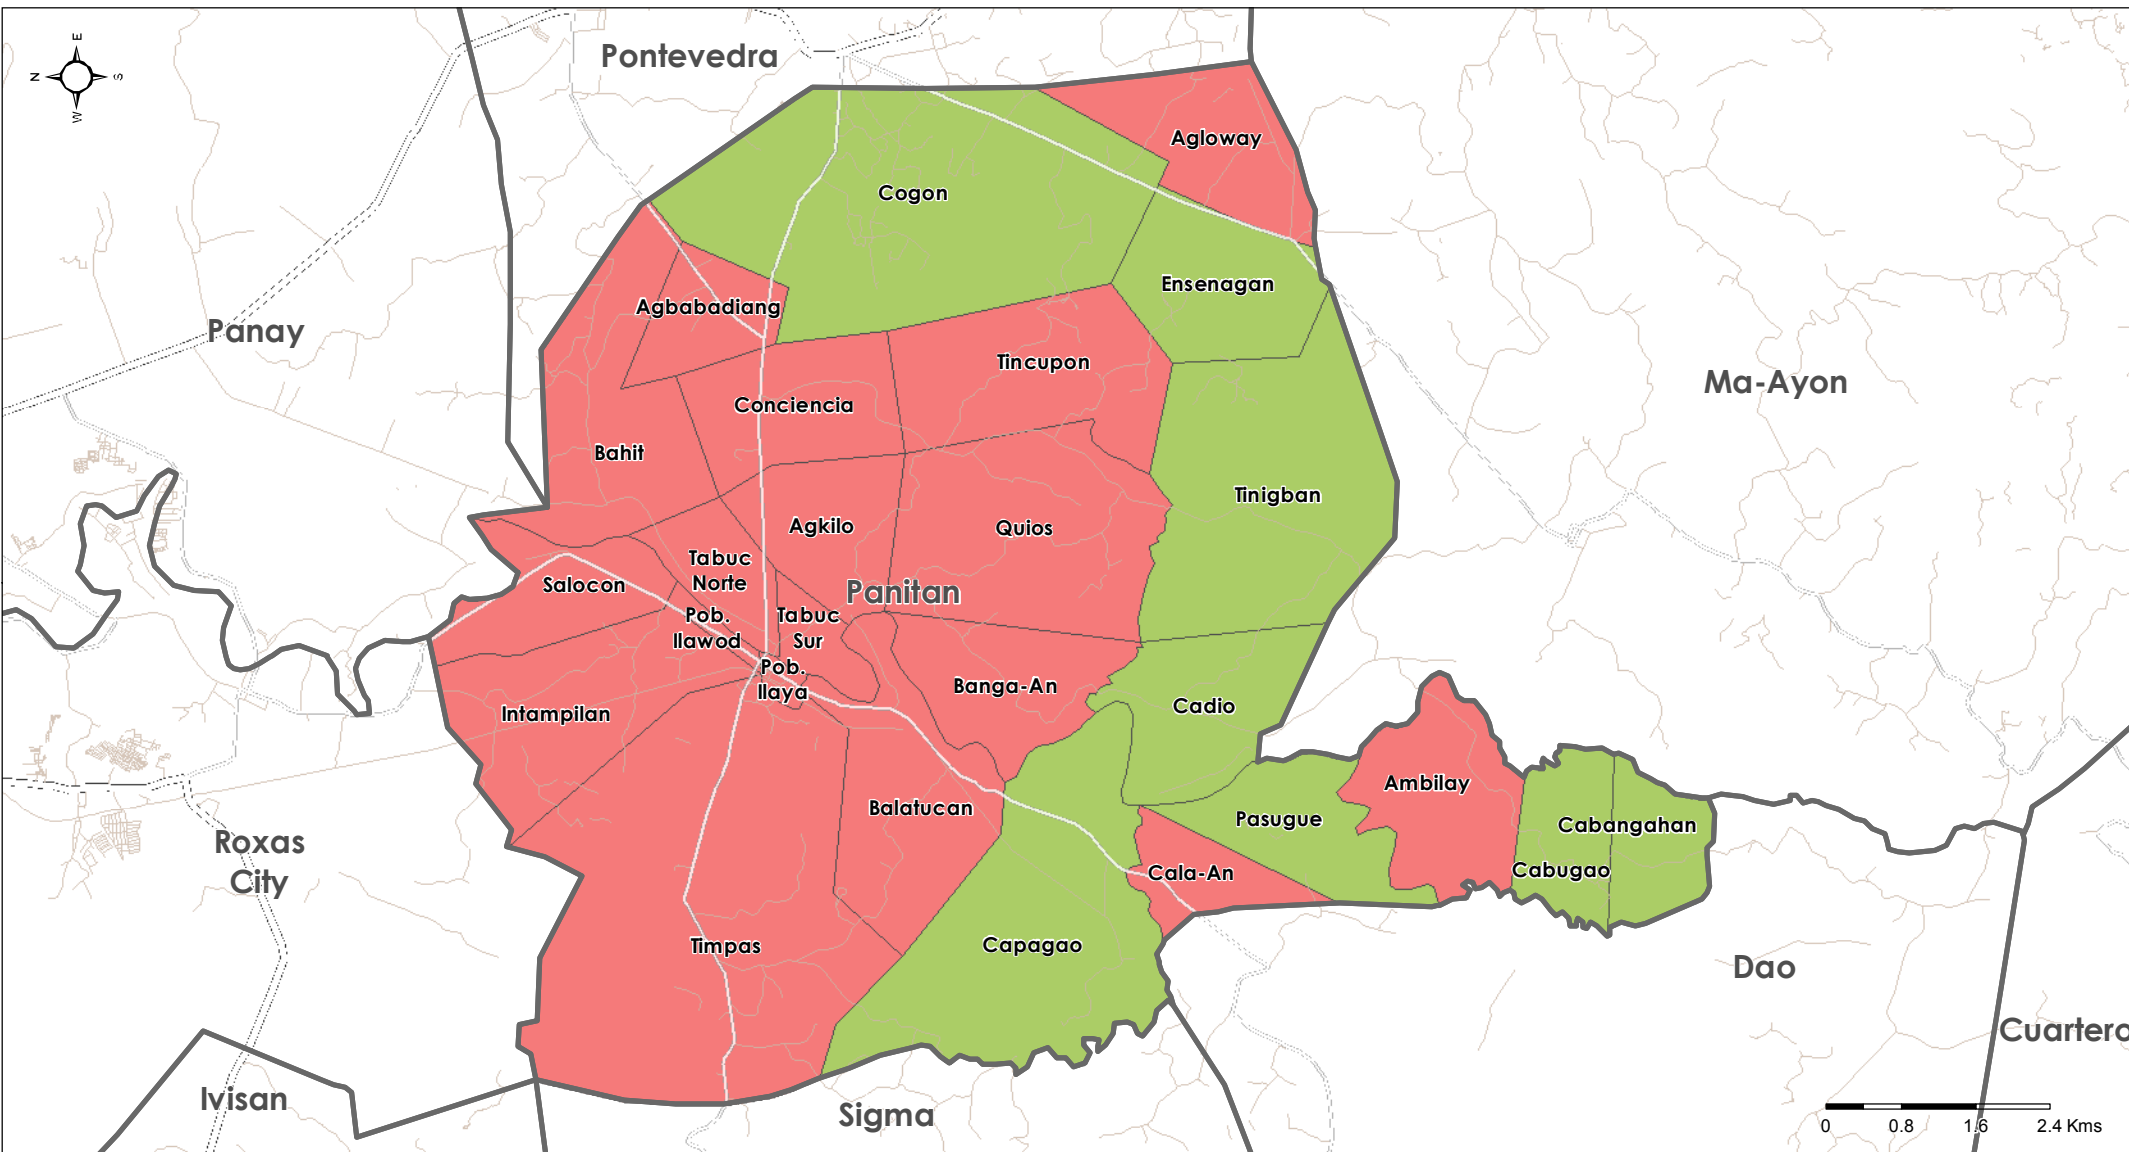 E
N
S
W
Pontevedra
Agloway
Cogon
Ensenagan
Agbabadiang
Panay
Tincupon
Ma-Ayon
Conciencia
Bahit
Tinigban
Agkilo
Quios
Tabuc
Norte
Salocon
Panitan
Pob.
Ilawod
Tabuc
Sur
Pob.
Ilaya
Banga-An
Cadio
Intampilan
Ambilay
Balatucan
Pasugue
Cabangahan
Roxas
City
Cala-An
Cabugao
Timpas
Capagao
Dao
Cuartero
Ivisan
Sigma
0 0.8 1.6 2.4 Kms